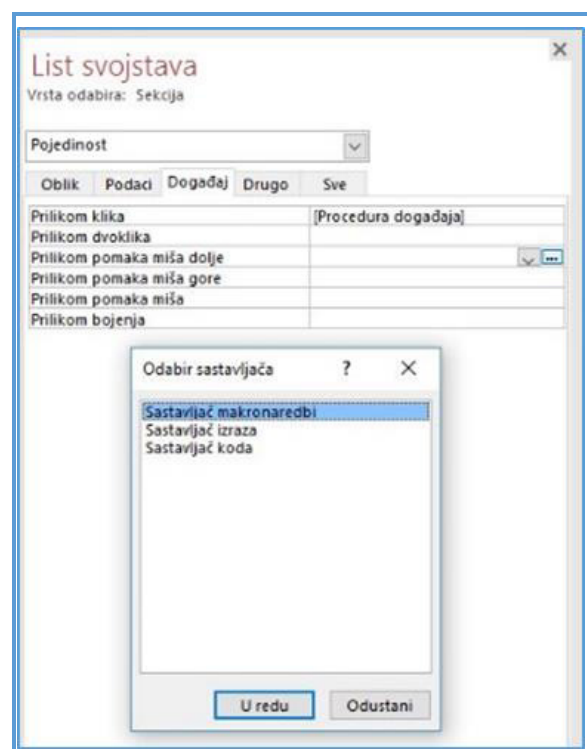 List svojstava
Vrsta odabira: Sekcija
Pojedinost
Oblik Podaci Događaj Drugo Sve
Prilikom klika [Procedura događaja]
Prilikom dvoklika
Prilikom pomaka miša dolje
Prilikom pomaka miša gore
Prilikom pomaka miša
Prilikom bojenja
Odabir sastavljača ?
Sastavljač makronaredbi
Sastavljač izraza
Sastavljač koda
U redu Odustani